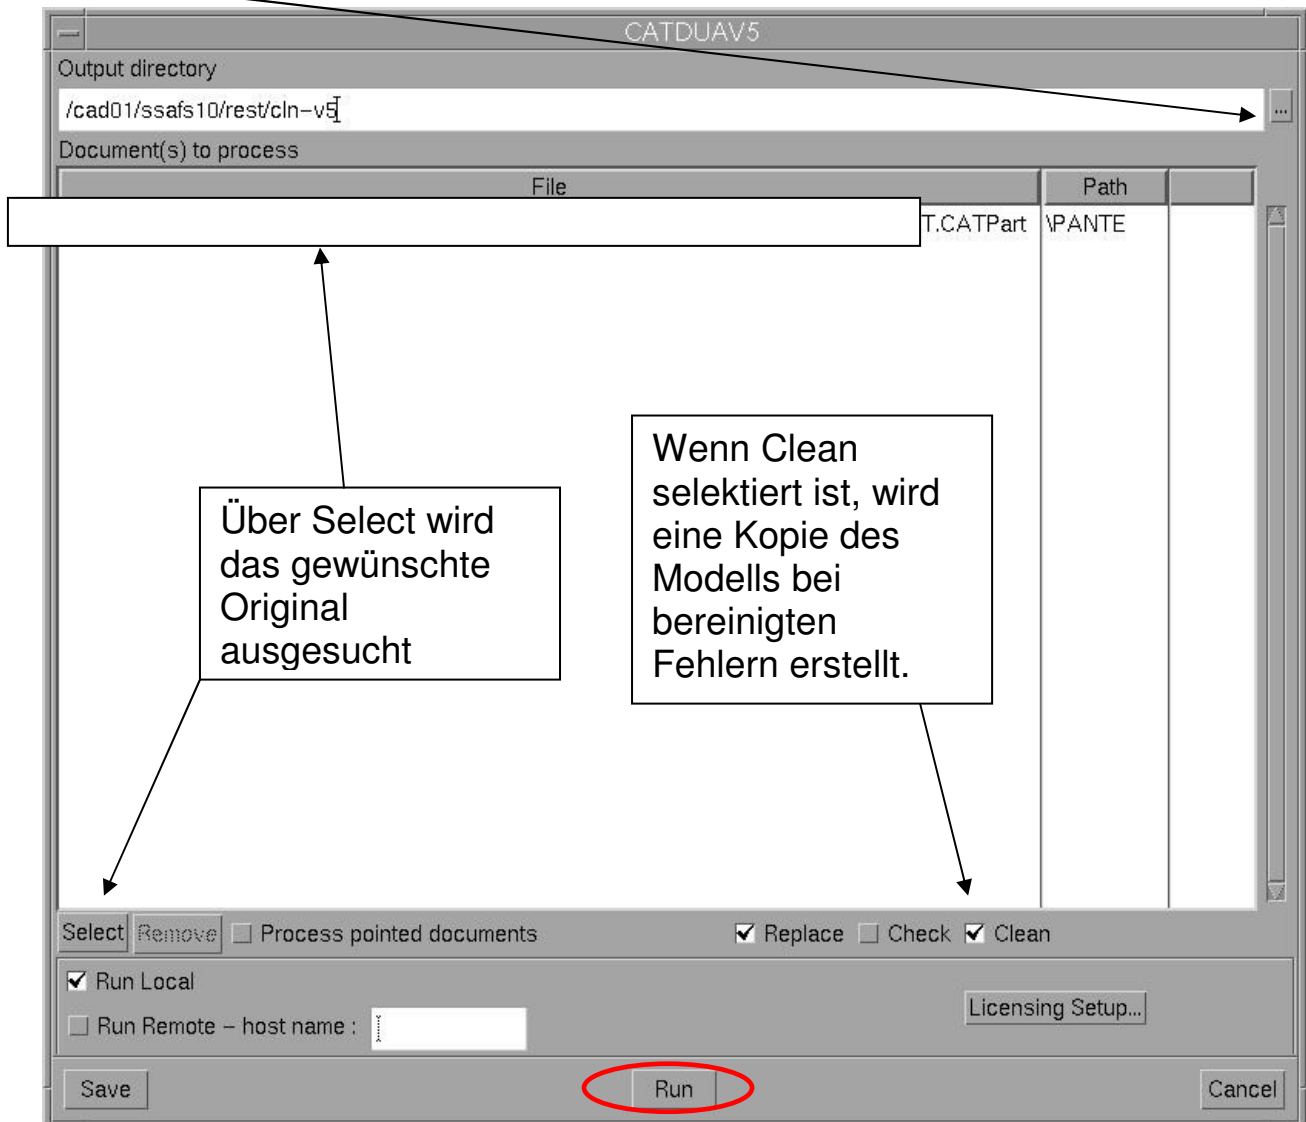 CATDUAV5
Output directory
/cad01/ssafs10/rest/cln-v5
...
Document(s) to process
File Path
T.CATPart \PANTE
Über Select wird
das gewünschte
Original
ausgesucht
Wenn Clean
selektiert ist, wird
eine Kopie des
Modells bei
bereinigten
Fehlern erstellt.
Select Remove Process pointed documents Replace Check Clean
Run Local
Licensing Setup...
Run Remote - host name :
Save Run Cancel